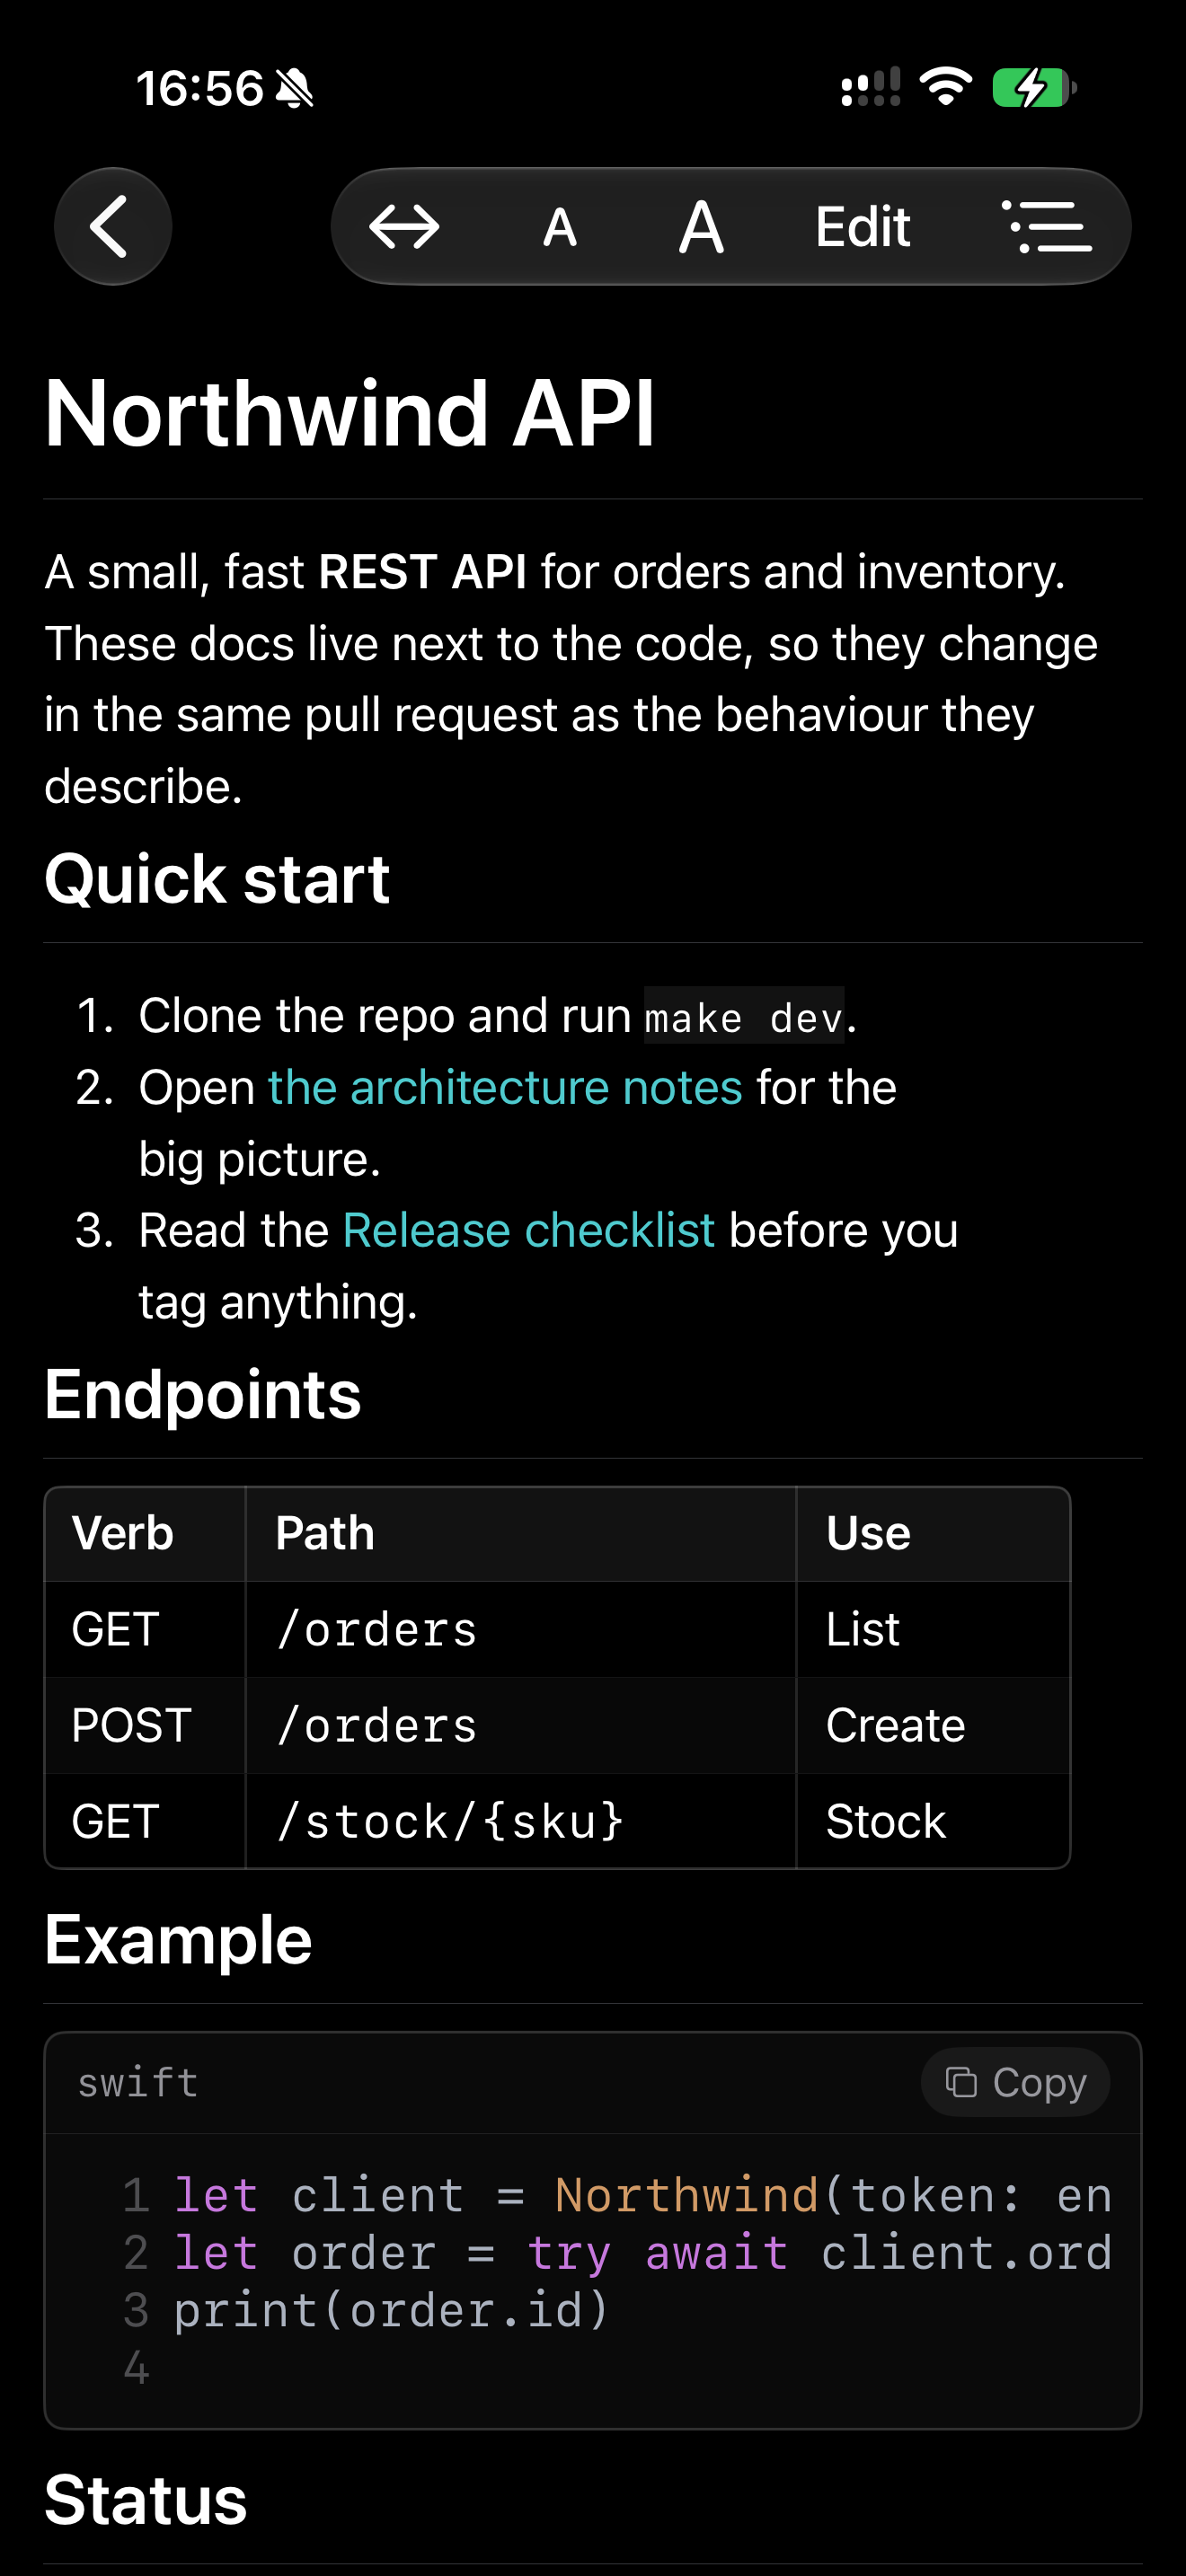 16:56
A A Edit
Northwind API
A small, fast REST API for orders and inventory.
These docs live next to the code, so they change
in the same pull request as the behaviour they
describe.
Quick start
1. Clone the repo and run make dev.
2. Open the architecture notes for the
big picture.
3. Read the Release checklist before you
tag anything.
Endpoints
Verb Path Use
GET /orders List
POST /orders Create
GET /stock/{sku} Stock
Example
swift Copy
1 let client = Northwind(token: en
2 let order = try await client.ord
3 print(order.id)
4
Status